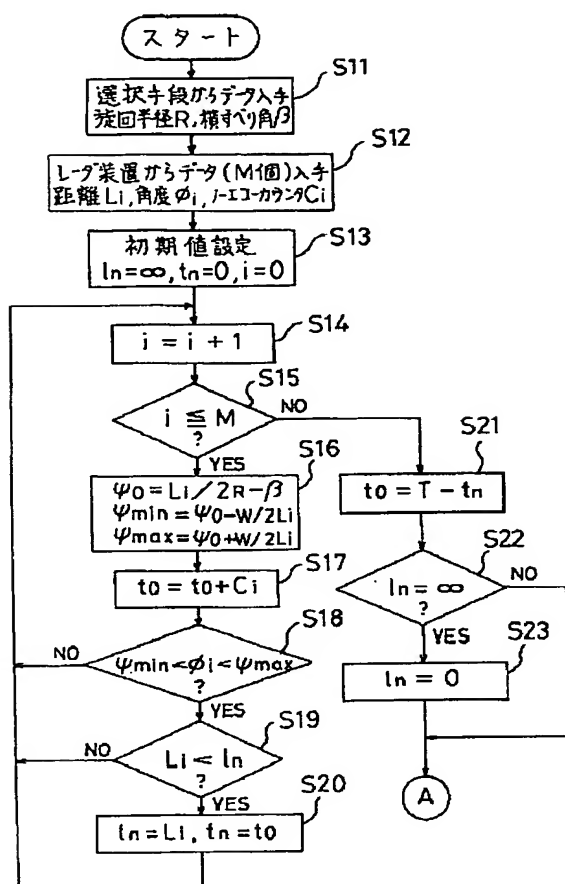 スタート
S11
選択手段からデータ入手
旋回半径R,横すべり角β
S12
レーダ装置からデータ(M個)入手
距離Li,角度φi,ノーエコーカウンタCi
S13
初期値設定
ln=∞,tn=0,i=0
S14
i=i+1
S15
i≦M
?
NO
YES
S16
ψ0=Li/2R-β
ψmin=ψ0-W/2Li
ψmax=ψ0+W/2Li
S17
t0=t0+Ci
S18
ψmin<φi<ψmax
?
NO
YES
S19
Li<ln
?
NO
YES
S20
ln=Li, tn=t0
S21
t0=T-tn
S22
ln=∞
?
NO
YES
S23
ln=0
A